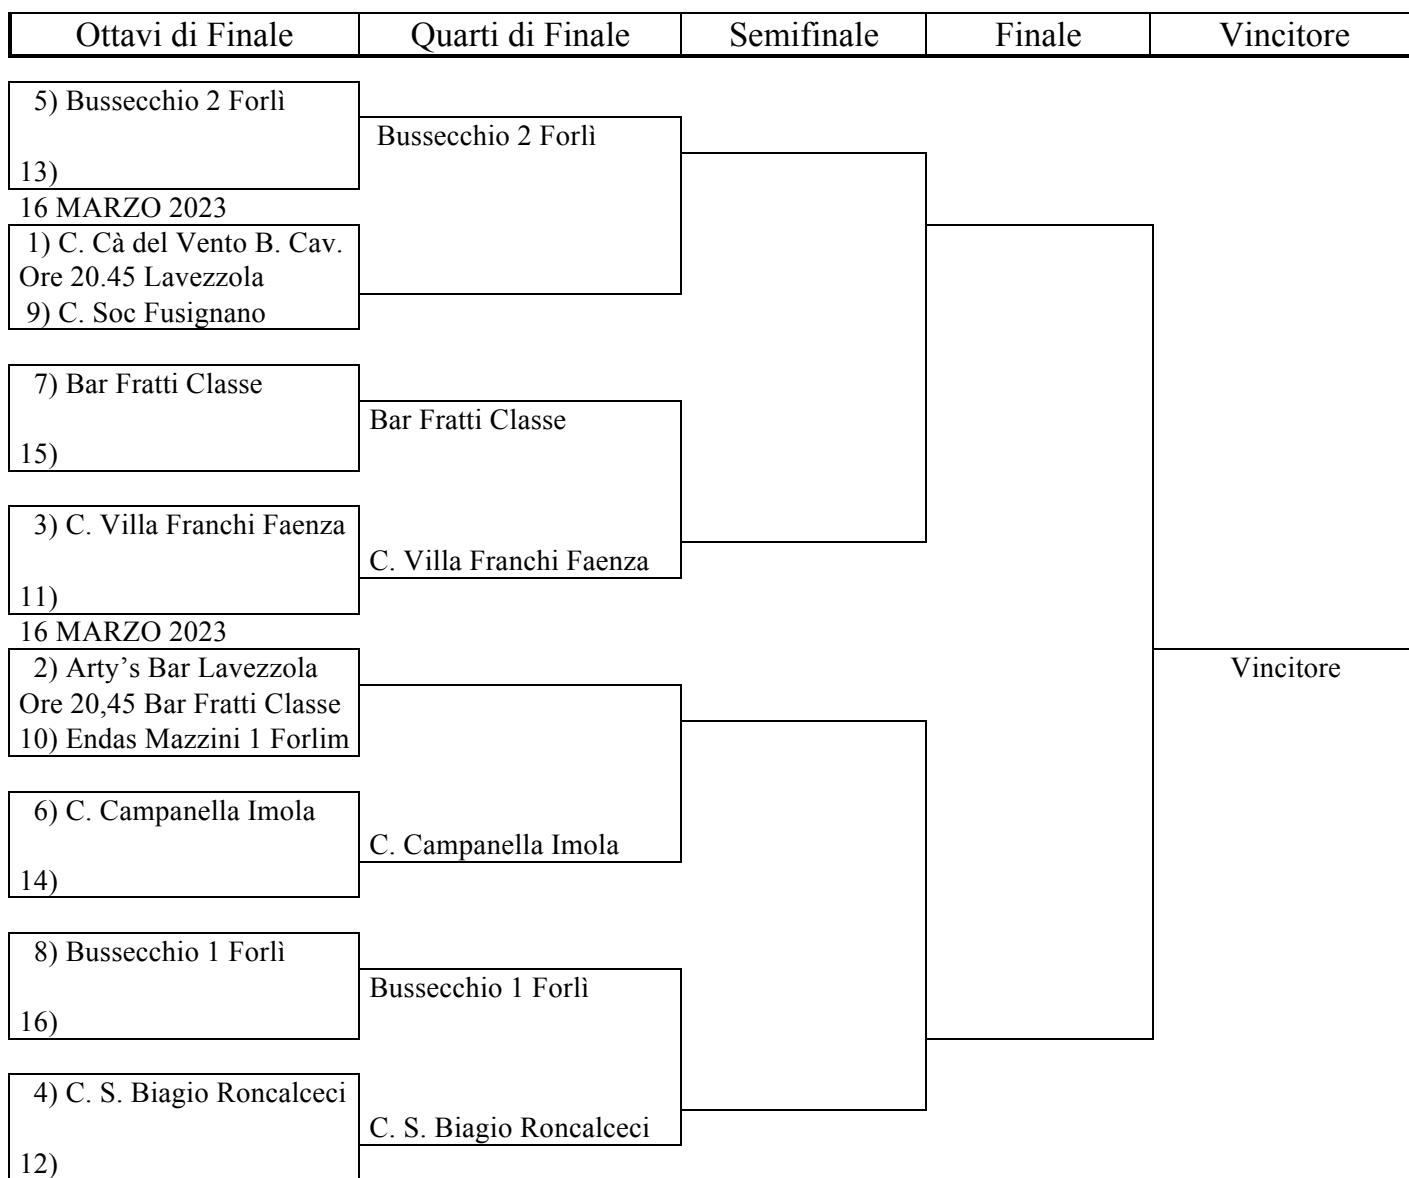 Ottavi di Finale Quarti di Finale Semifinale Finale Vincitore
5) Bussecchio 2 Forlì
Bussecchio 2 Forlì
13)
16 MARZO 2023
1) C. Cà del Vento B. Cav.
Ore 20.45 Lavezzola
9) C. Soc Fusignano
7) Bar Fratti Classe
Bar Fratti Classe
15)
3) C. Villa Franchi Faenza
C. Villa Franchi Faenza
11)
16 MARZO 2023
2) Arty’s Bar Lavezzola
Vincitore
Ore 20,45 Bar Fratti Classe
10) Endas Mazzini 1 Forlim
6) C. Campanella Imola
C. Campanella Imola
14)
8) Bussecchio 1 Forlì
Bussecchio 1 Forlì
16)
4) C. S. Biagio Roncalceci
C. S. Biagio Roncalceci
12)